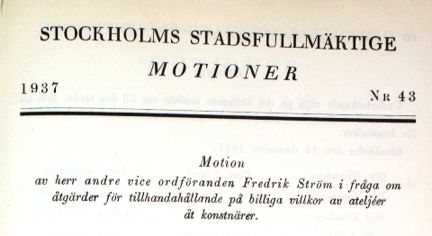 STOCKHOLMS STADSFULLMÄKTIGE
MOTIONER
1937 NR 43
Motion
av herr andre vice ordföranden Fredrik Ström i fråga om
åtgärder för tillhandahållande på billiga villkor av ateljéer
åt konstnärer.